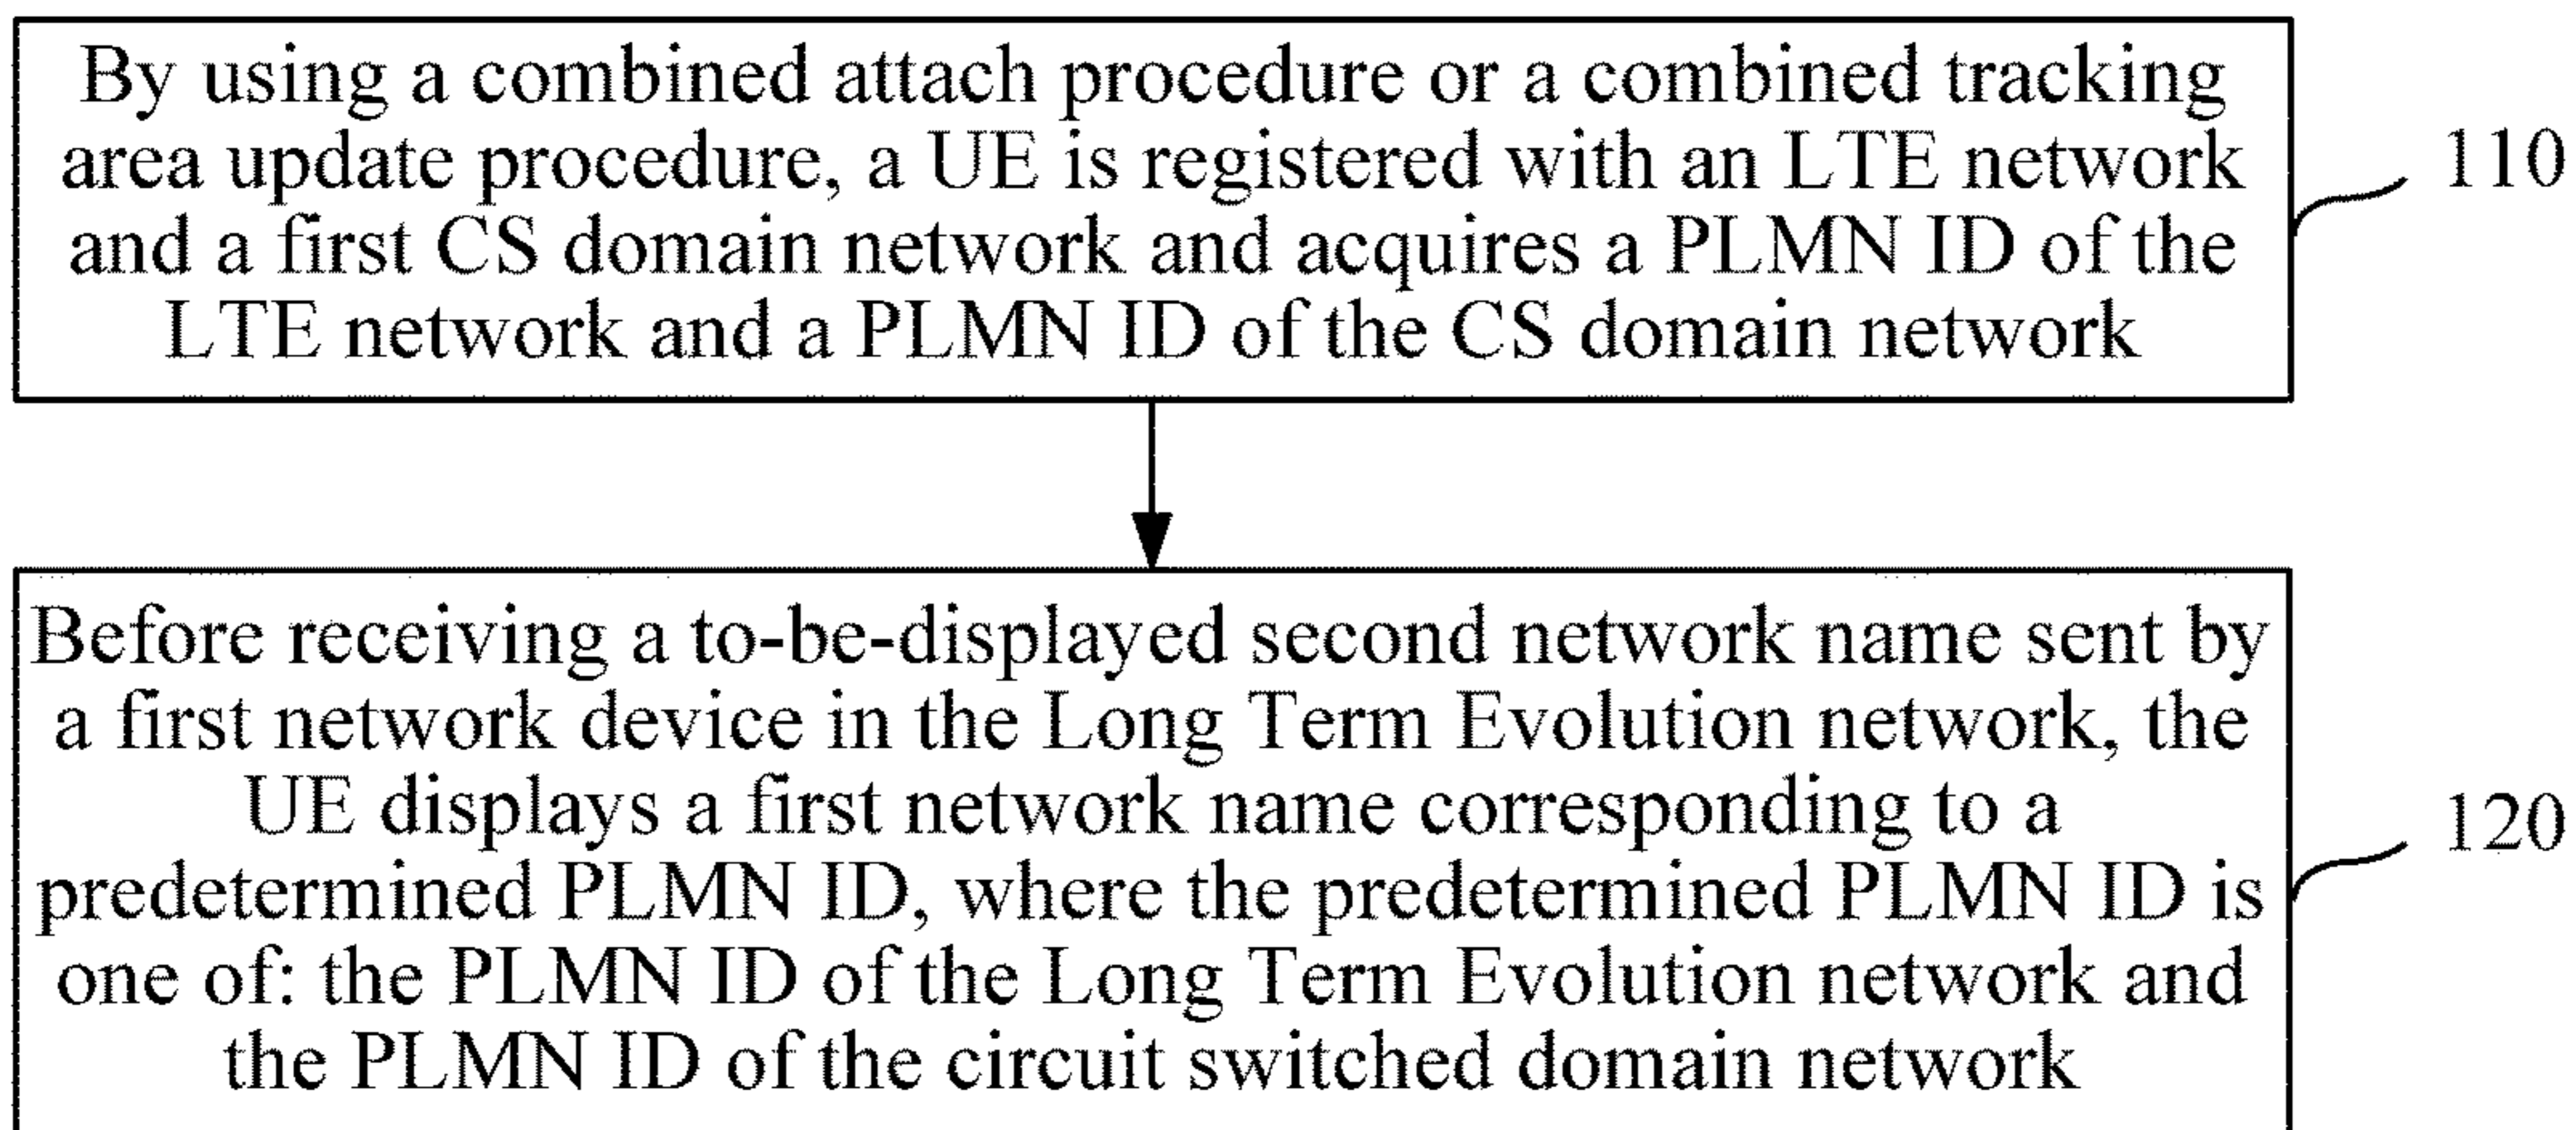 By using a combined attach procedure or a combined tracking
area update procedure, a UE is registered with an LTE network
and a first CS domain network and acquires a PLMN ID of the
LTE network and a PLMN ID of the CS domain network
110
Before receiving a to-be-displayed second network name sent by
a first network device in the Long Term Evolution network, the
UE displays a first network name corresponding to a
predetermined PLMN ID, where the predetermined PLMN ID is
one of: the PLMN ID of the Long Term Evolution network and
the PLMN ID of the circuit switched domain network
120